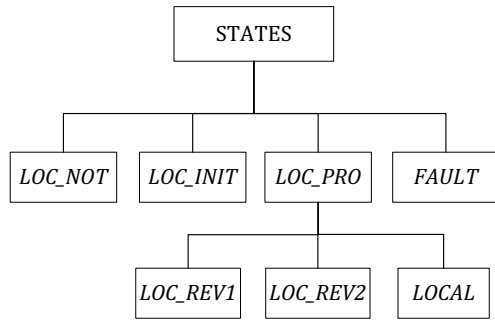 STATES
LOC_NOT
LOC_INIT
LOC_PRO
FAULT
LOC_REV1
LOC_REV2
LOCAL